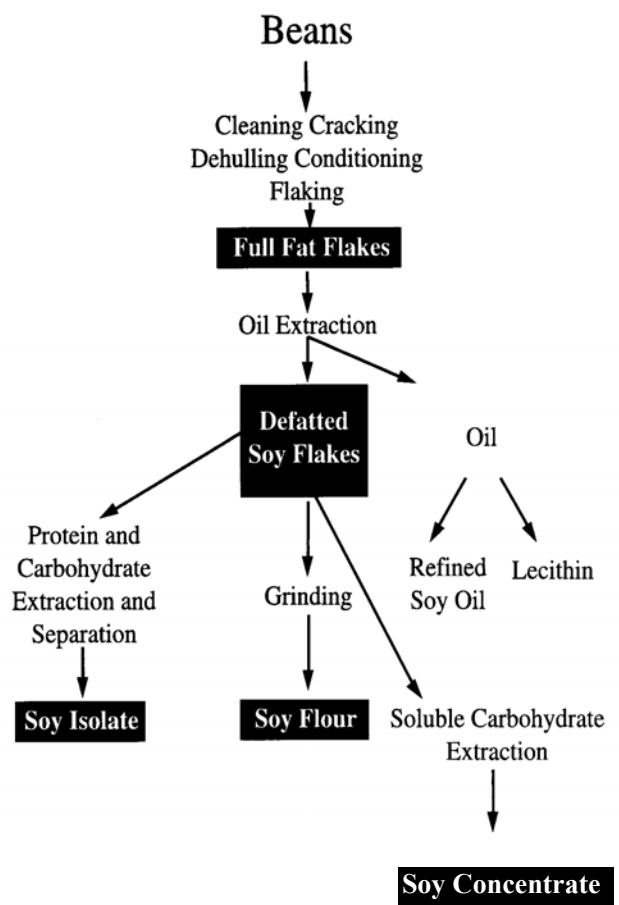 Beans
Cleaning Cracking
Dehulling Conditioning
Flaking
Full Fat Flakes
Oil Extraction
Defatted
Soy Flakes
Oil
Protein and
Carbohydrate
Extraction and
Separation
Grinding
Refined
Soy Oil
Lecithin
Soy Isolate
Soy Flour
Soluble Carbohydrate
Extraction
Soy Concentrate